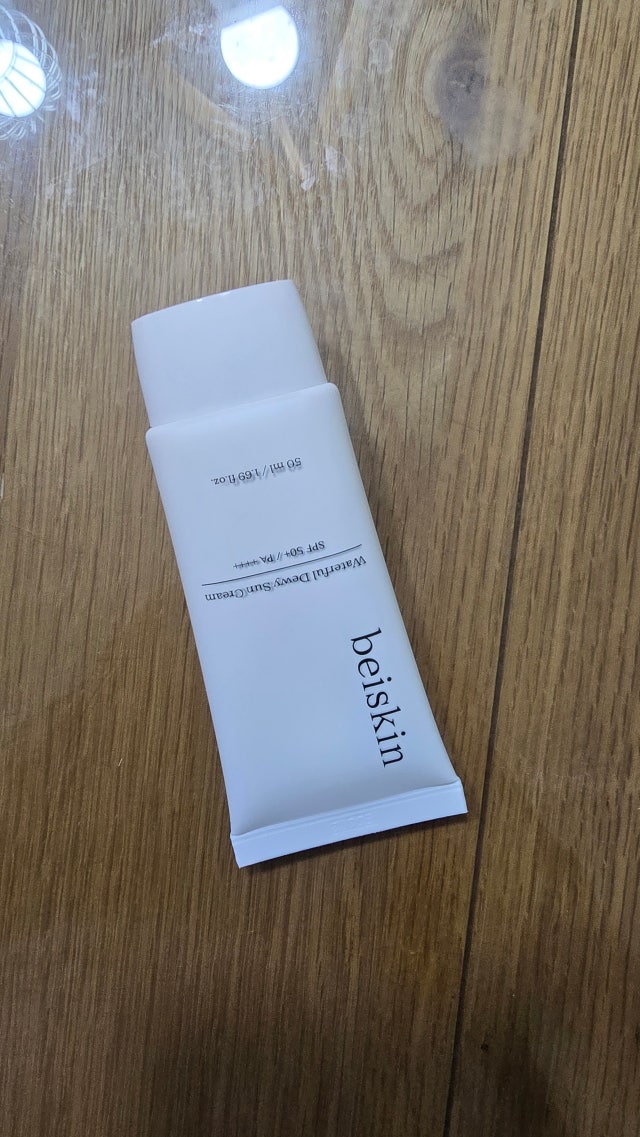 beiskin
Waterful Dewy Sun Cream
SPF 50+ // PA ++++
50 ml / 1.69 fl.oz.